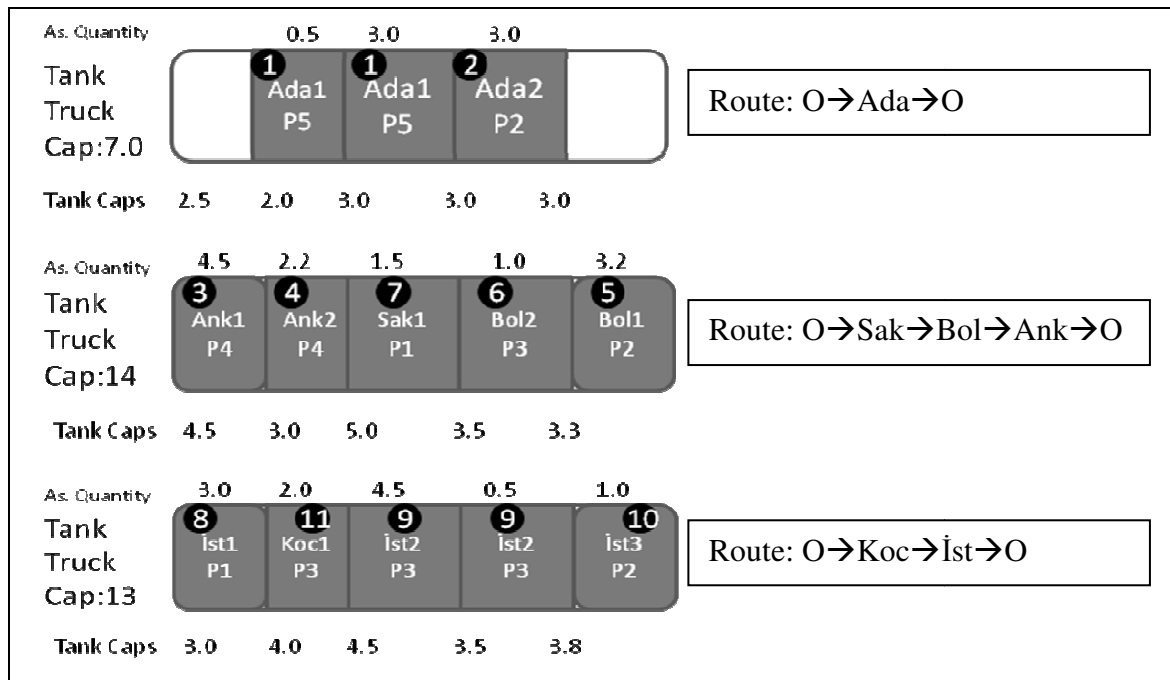 As. Quantity 0.5 3.0 3.0
Tank
Truck
Cap:7.0
1 1 2
Ada1 Ada1 Ada2
P5 P5 P2
Route: O→Ada→O
Tank Caps 2.5 2.0 3.0 3.0 3.0
As. Quantity 4.5 2.2 1.5 1.0 3.2
Tank
Truck
Cap:14
3 4 7 6 5
Ank1 Ank2 Sak1 Bol2 Bol1
P4 P4 P1 P3 P2
Route: O→Sak→Bol→Ank→O
Tank Caps 4.5 3.0 5.0 3.5 3.3
As. Quantity 3.0 2.0 4.5 0.5 1.0
Tank
Truck
Cap:13
8 11 9 9 10
İst1 Koc1 İst2 İst2 İst3
P1 P3 P3 P3 P2
Route: O→Koc→İst→O
Tank Caps 3.0 4.0 4.5 3.5 3.8